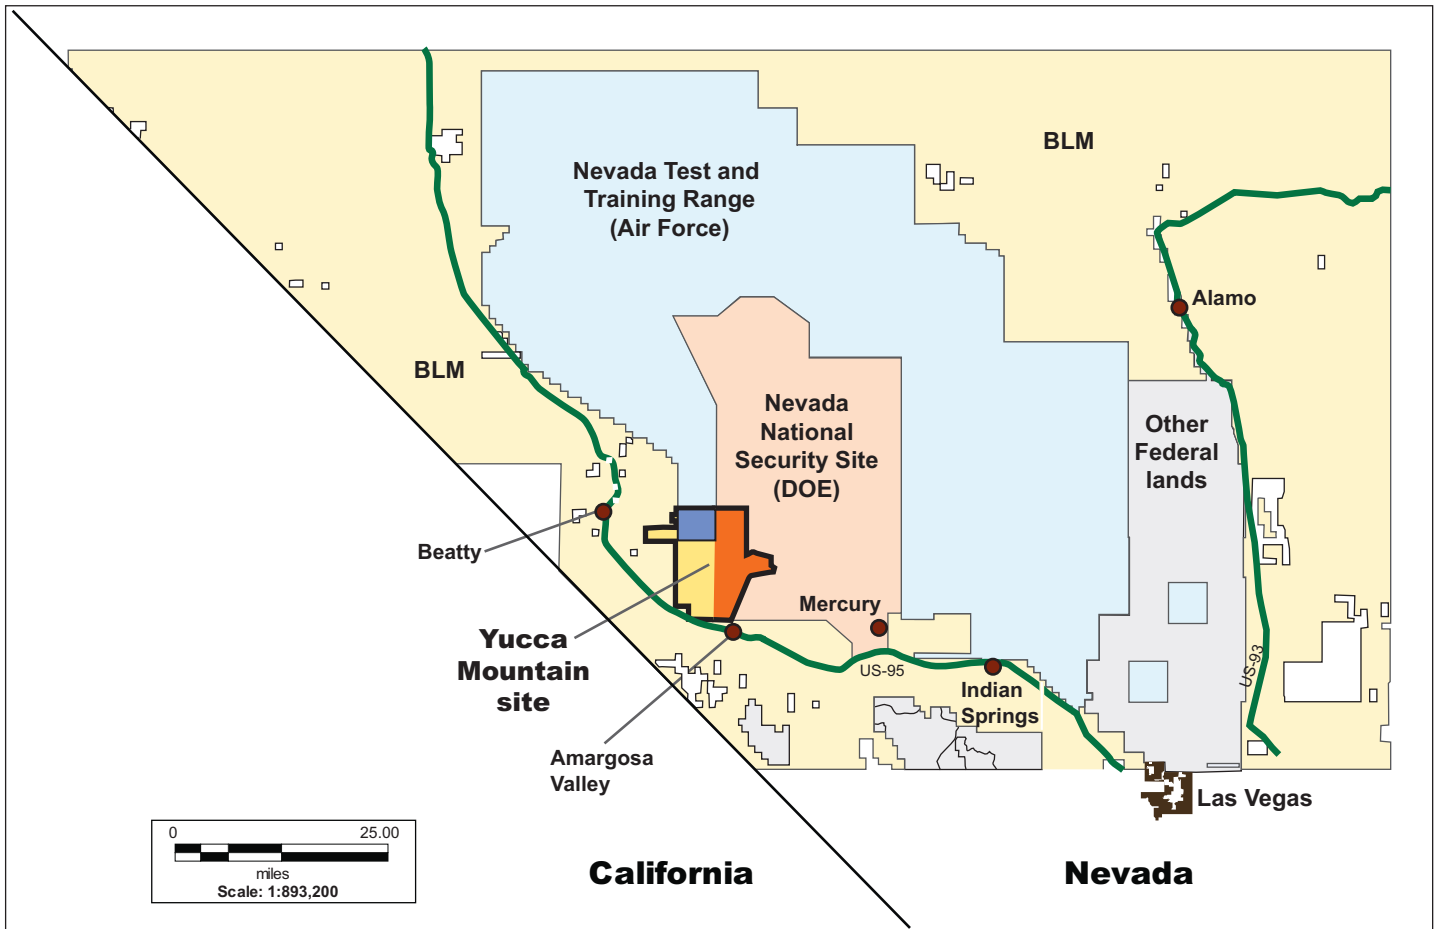 BLM
Nevada Test and
Training Range
(Air Force)
Alamo
BLM
Nevada
National
Security Site
(DOE)
Other
Federal
lands
Beatty
Mercury
Yucca
Mountain
site
US-95
US-93
Indian
Springs
Amargosa
Valley
Las Vegas
0 25.00
miles
Scale: 1:893,200
California
Nevada